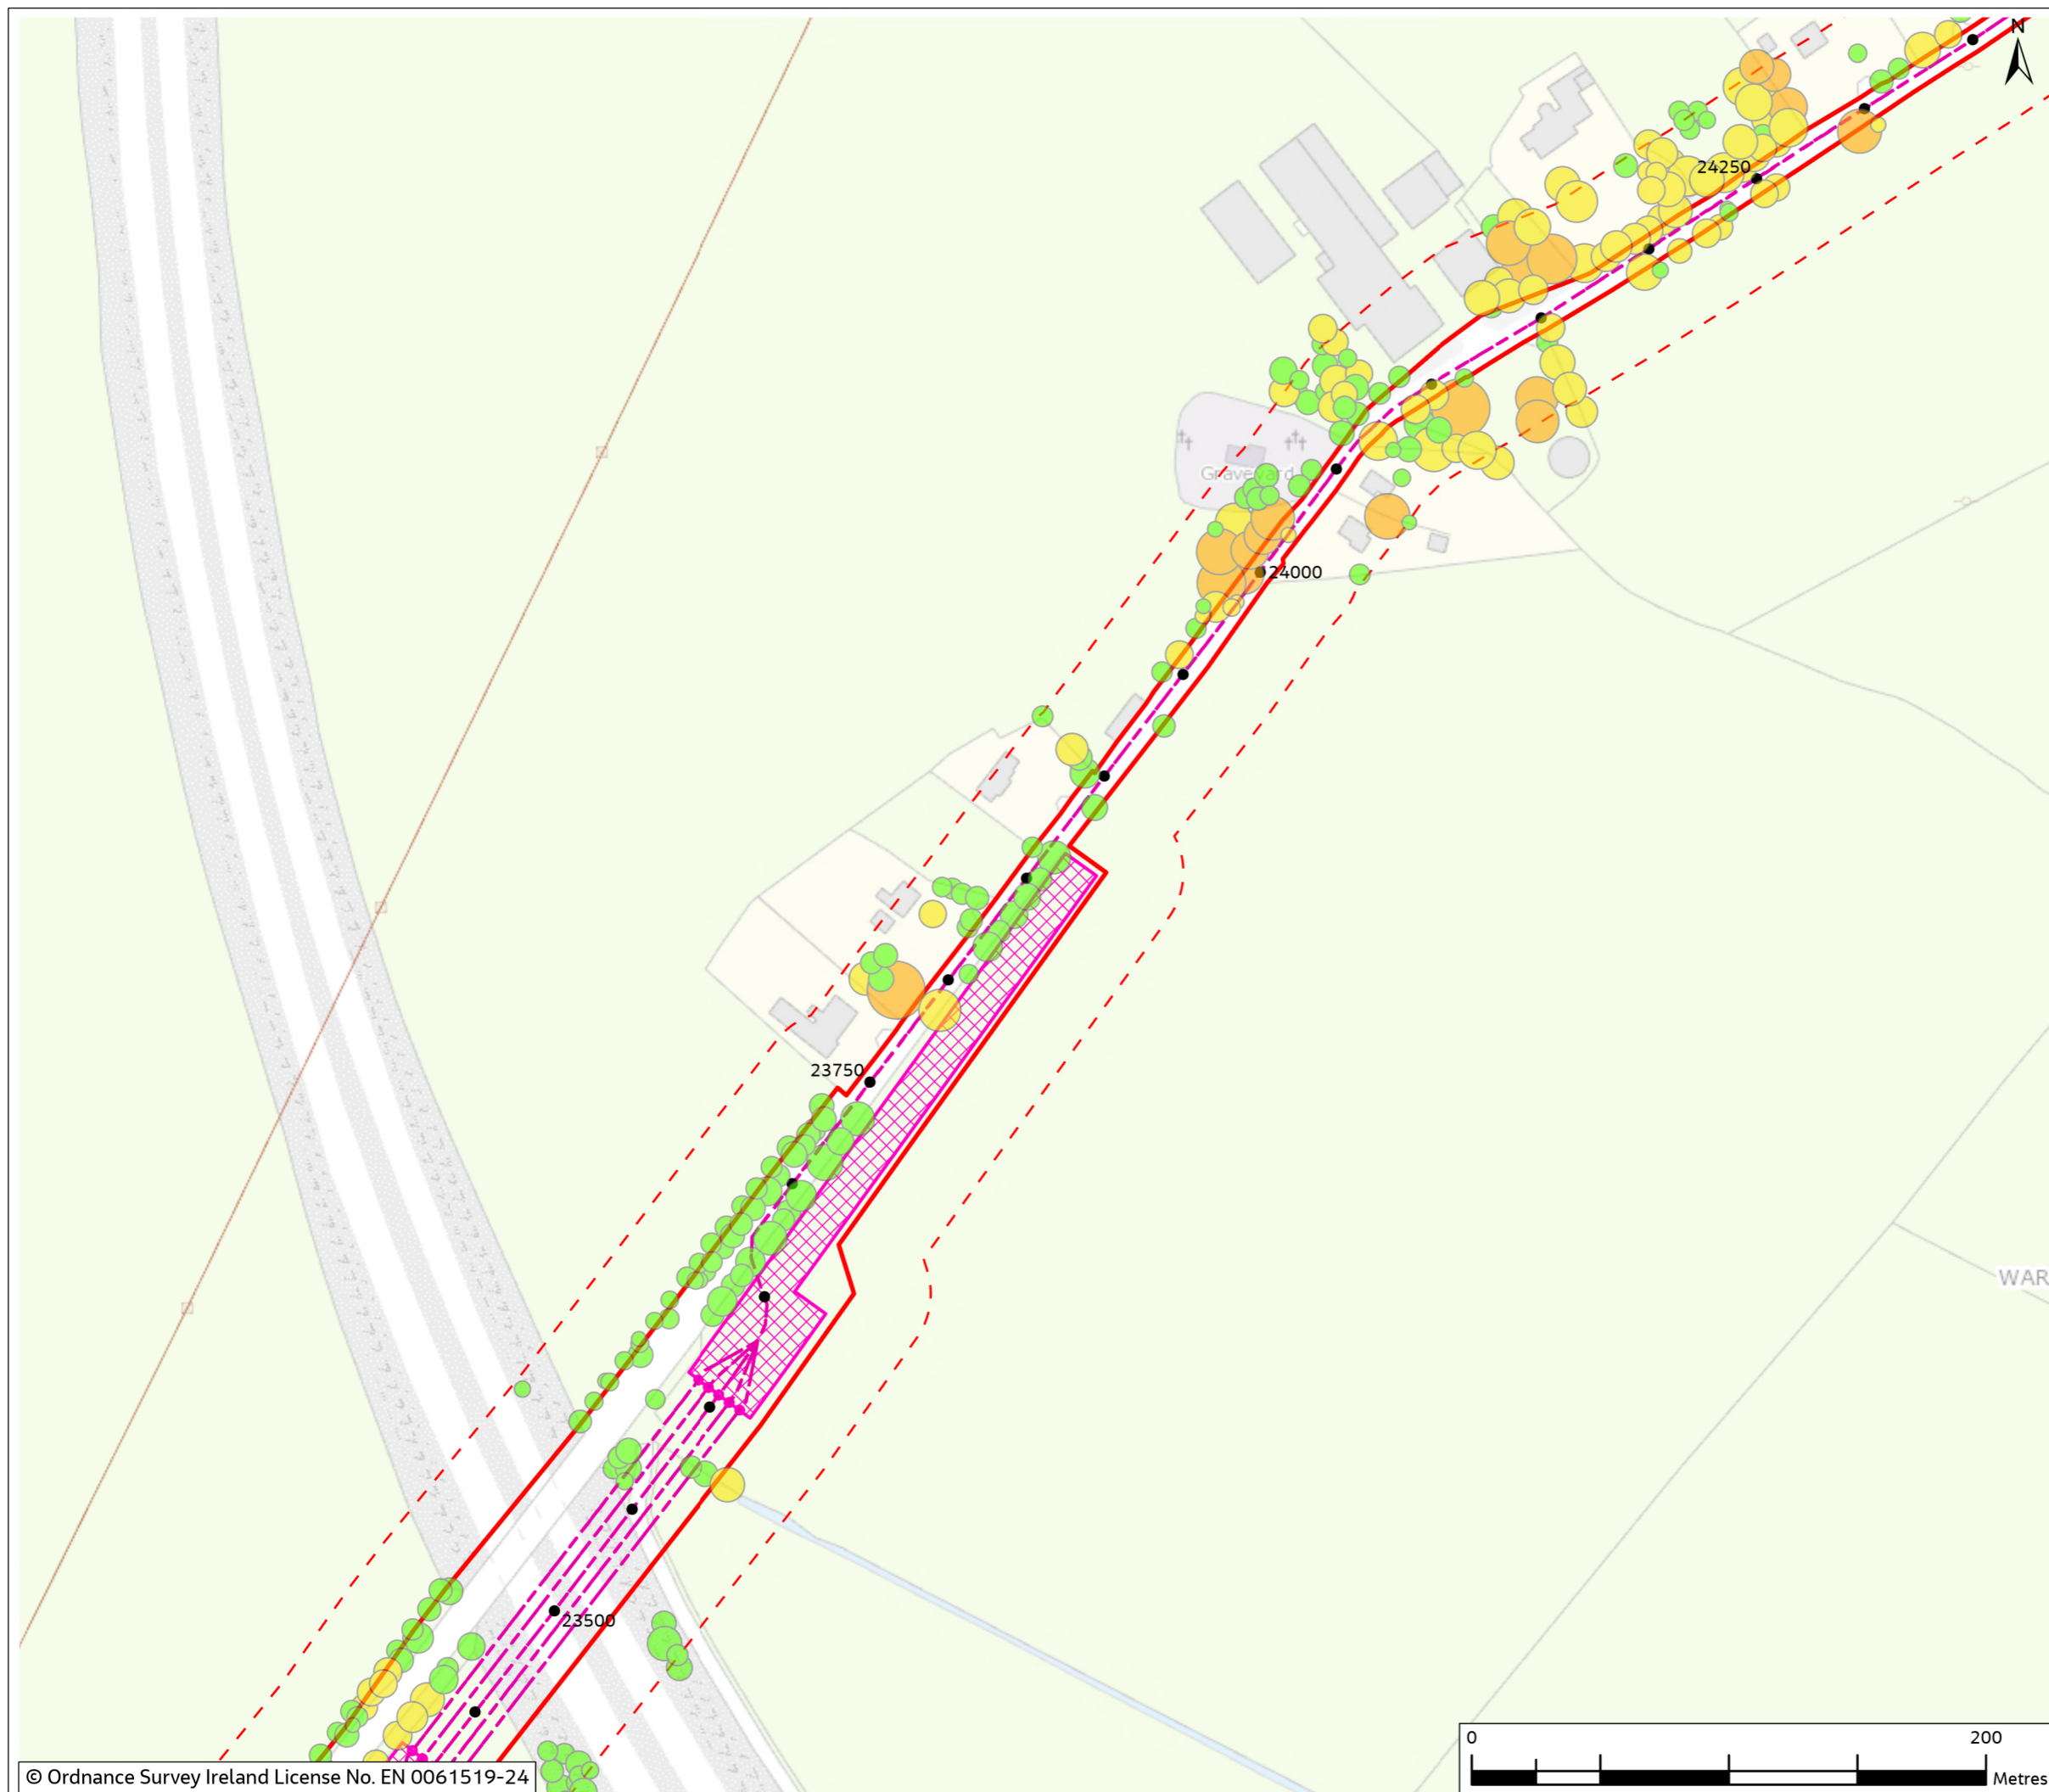 N
24250
Graveyard
24000
23750
WAR
23500
0 200
Metres
© Ordnance Survey Ireland License No. EN 0061519-24